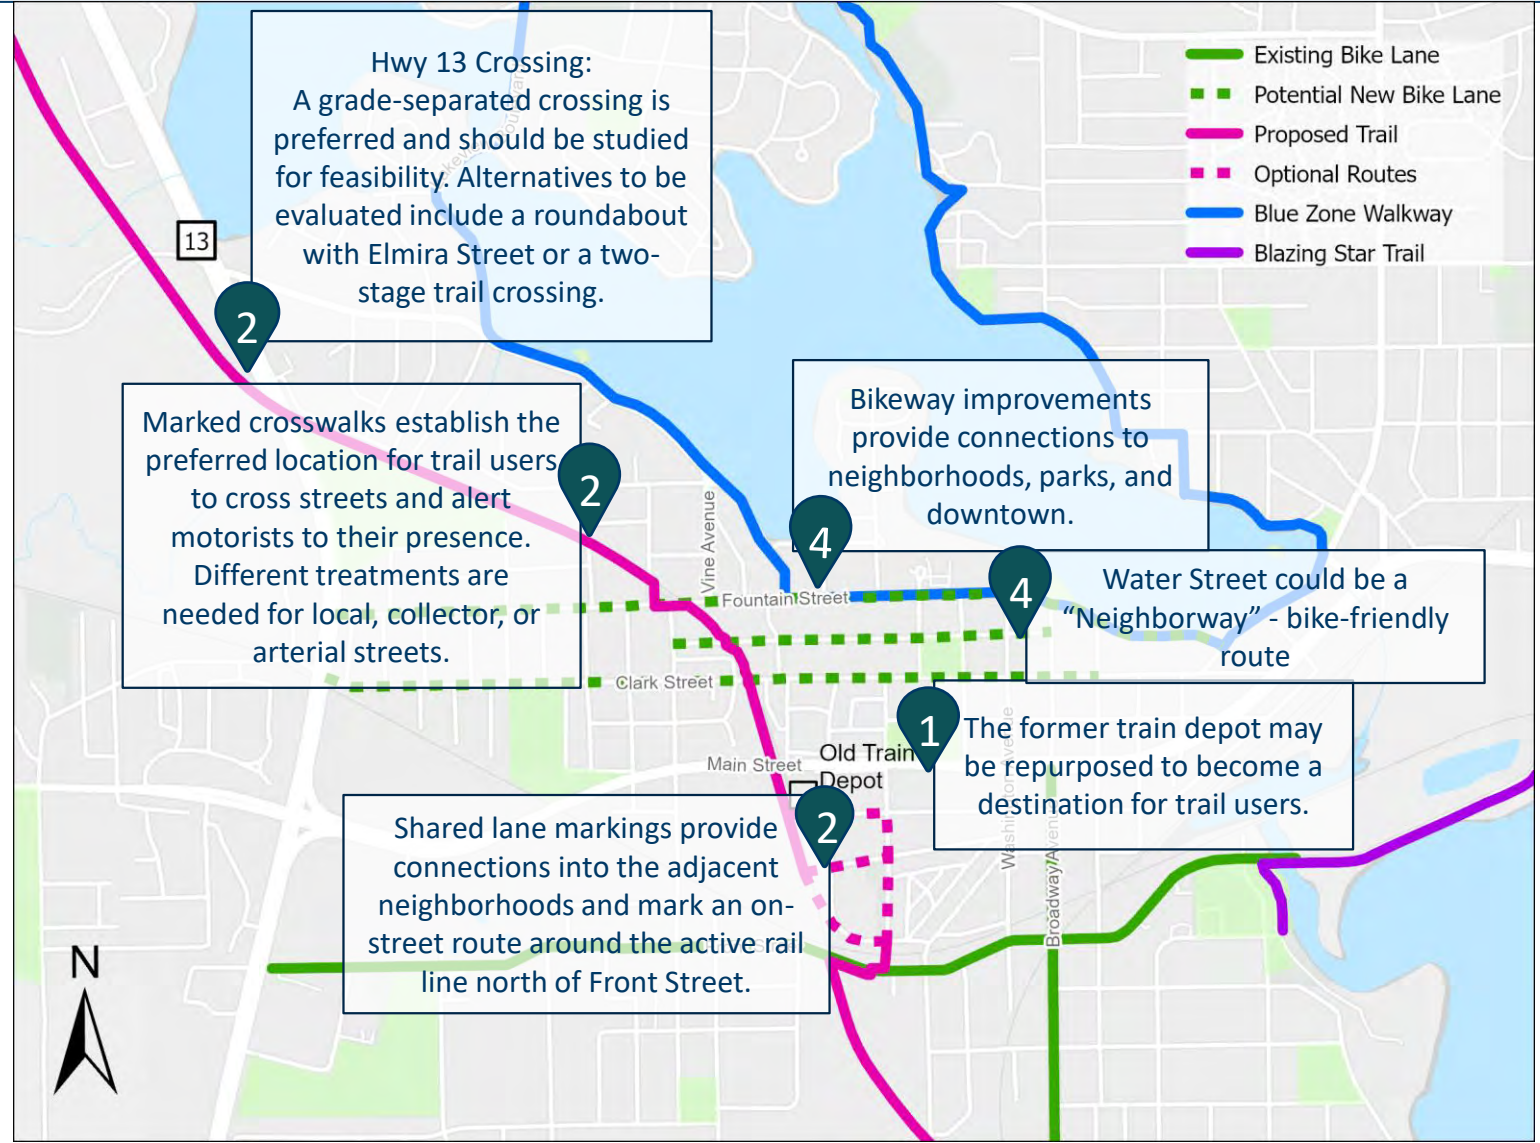 Hwy 13 Crossing:
A grade-separated crossing is
preferred and should be studied
for feasibility. Alternatives to be
evaluated include a roundabout
with Elmira Street or a two-
stage trail crossing.
Existing Bike Lane
Potential New Bike Lane
Proposed Trail
Optional Routes
Blue Zone Walkway
Blazing Star Trail
13
2
Marked crosswalks establish the
preferred location for trail users
to cross streets and alert
motorists to their presence.
Different treatments are
needed for local, collector, or
arterial streets.
2
Bikeway improvements
provide connections to
neighborhoods, parks, and
downtown.
4
Vine Avenue
Fountain Street
4
Water Street could be a
“Neighborway” - bike-friendly
route
Clark Street
1
The former train depot may
be repurposed to become a
destination for trail users.
Main Street
Old Train
Depot
2
Shared lane markings provide
connections into the adjacent
neighborhoods and mark an on-
street route around the active rail
line north of Front Street.
Washington Avenue
Broadway Avenue
N